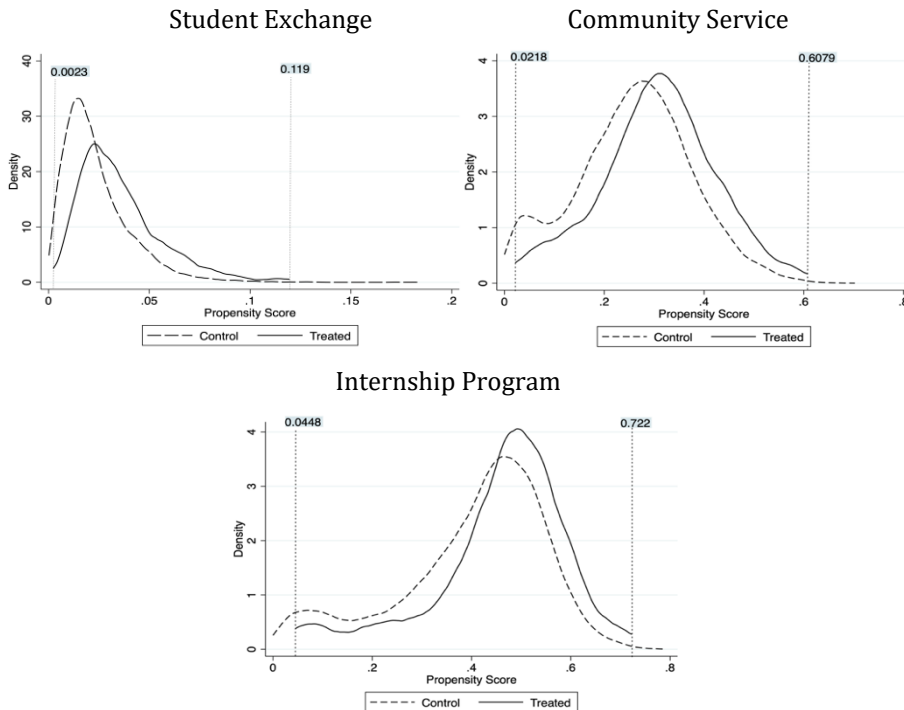 Student Exchange
0.0023
0.119
40
30
20
10
0
Density
0
.05
.1
.15
.2
Propensity Score
Control
Treated
Community Service
0.0218
0.6079
4
3
2
1
0
Density
0
.2
.4
.6
.8
Propensity Score
Control
Treated
Internship Program
0.0448
0.722
4
3
2
1
0
Density
0
.2
.4
.6
.8
Propensity Score
Control
Treated